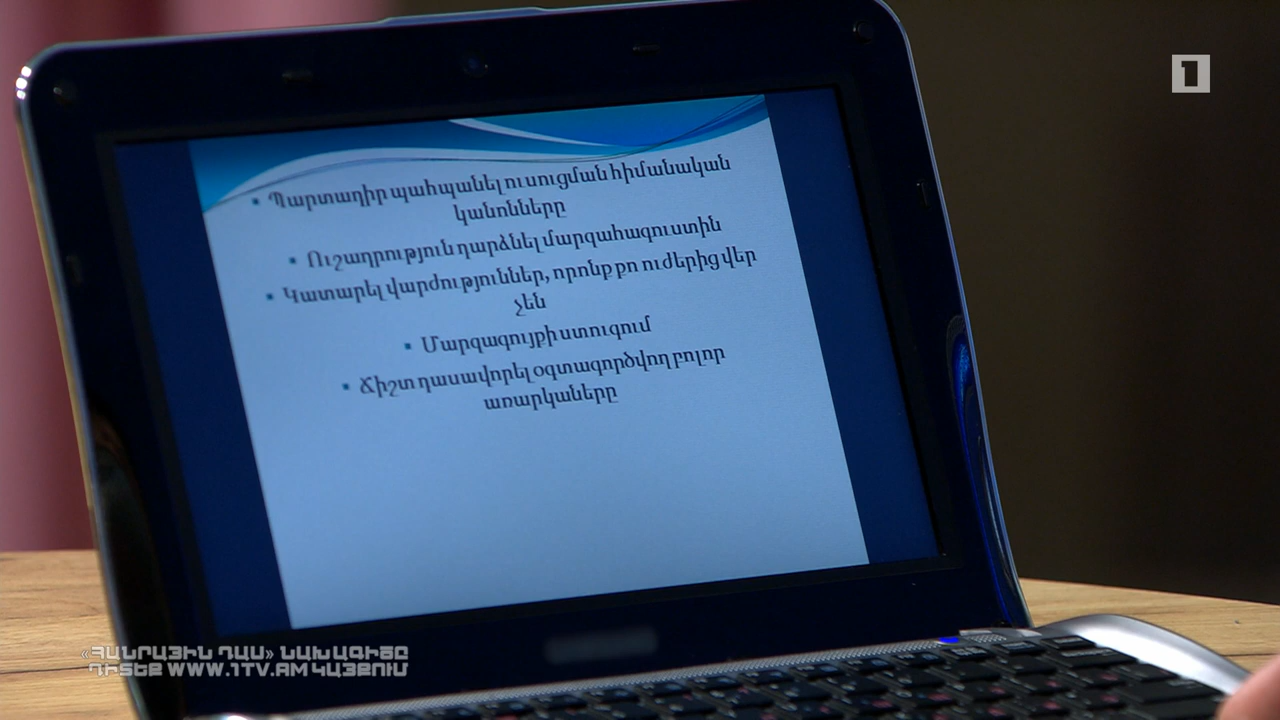 1
• Պարտադիր պահպանել ուսուցման հիմնական
կանոնները
• Ուշադրություն դարձնել մարզահագուստին
• Կատարել վարժություններ, որոնք քո ուժերից վեր
չեն
• Մարզագույքի ստուգում
• Ճիշտ դասավորել օգտագործվող բոլոր
առարկաները
«ՀԱՆՐԱՅԻՆ ԴԱՍ» ՆԱԽԱԳԻԾԸ
ԴԻՏԵՔ WWW.1TV.AM ԿԱՅՔՈՒՄ